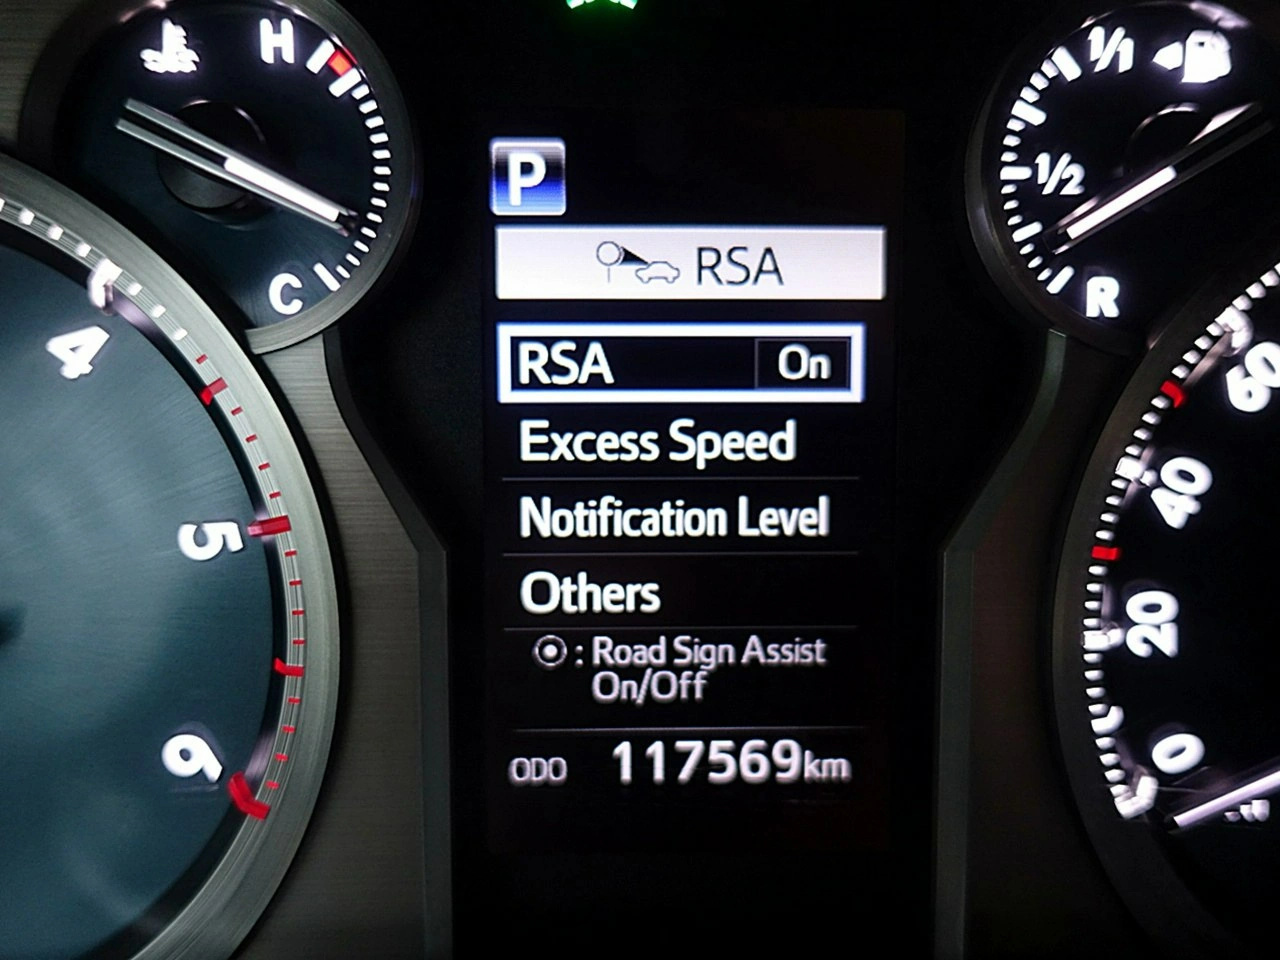 H
C
1/1
1/2
R
P
RSA
RSA On
Excess Speed
Notification Level
Others
: Road Sign Assist
On/Off
ODO 117569km
4
5
6
60
40
20
0